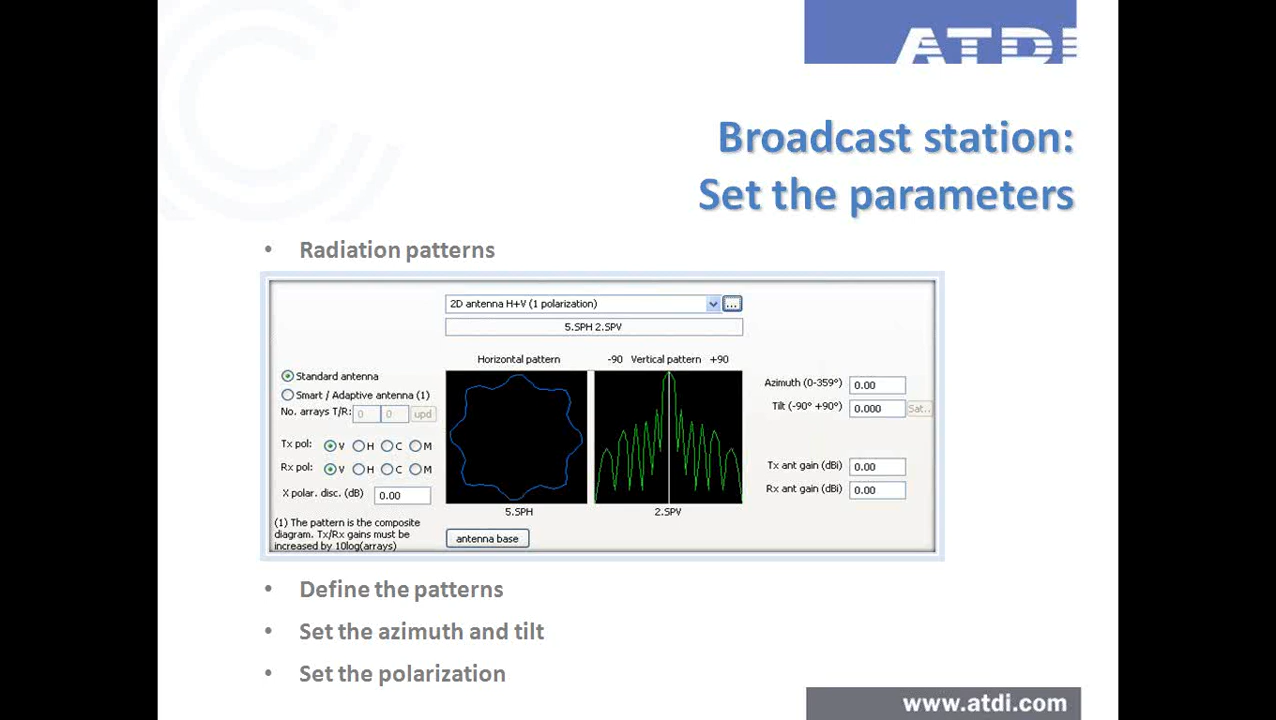 ATDI
Broadcast station:
Set the parameters
• Radiation patterns
2D antenna H+V (1 polarization)
...
5.SPH 2.SPV
Horizontal pattern -90 Vertical pattern +90
Standard antenna
Smart / Adaptive antenna (1)
No. arrays T/R: 0 0 upd
Tx pol: V H C M
Rx pol: V H C M
X polar. disc. (dB) 0.00
(1) The pattern is the composite
diagram. Tx/Rx gains must be
increased by 10log(arrays)
5.SPH 2.SPV
antenna base
Azimuth (0-359°) 0.00
Tilt (-90° +90°) 0.000 Sat..
Tx ant gain (dBi) 0.00
Rx ant gain (dBi) 0.00
• Define the patterns
• Set the azimuth and tilt
• Set the polarization
www.atdi.com